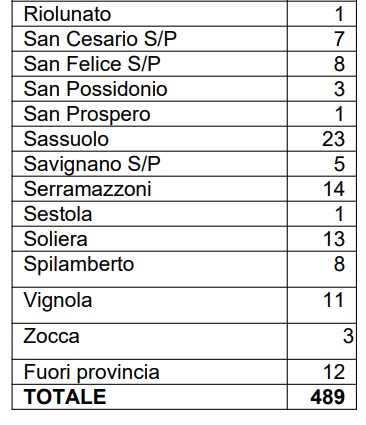 Riolunato 1
San Cesario S/P 7
San Felice S/P 8
San Possidonio 3
San Prospero 1
Sassuolo 23
Savignano S/P 5
Serramazzoni 14
Sestola 1
Soliera 13
Spilamberto 8
Vignola 11
Zocca 3
Fuori provincia 12
TOTALE 489